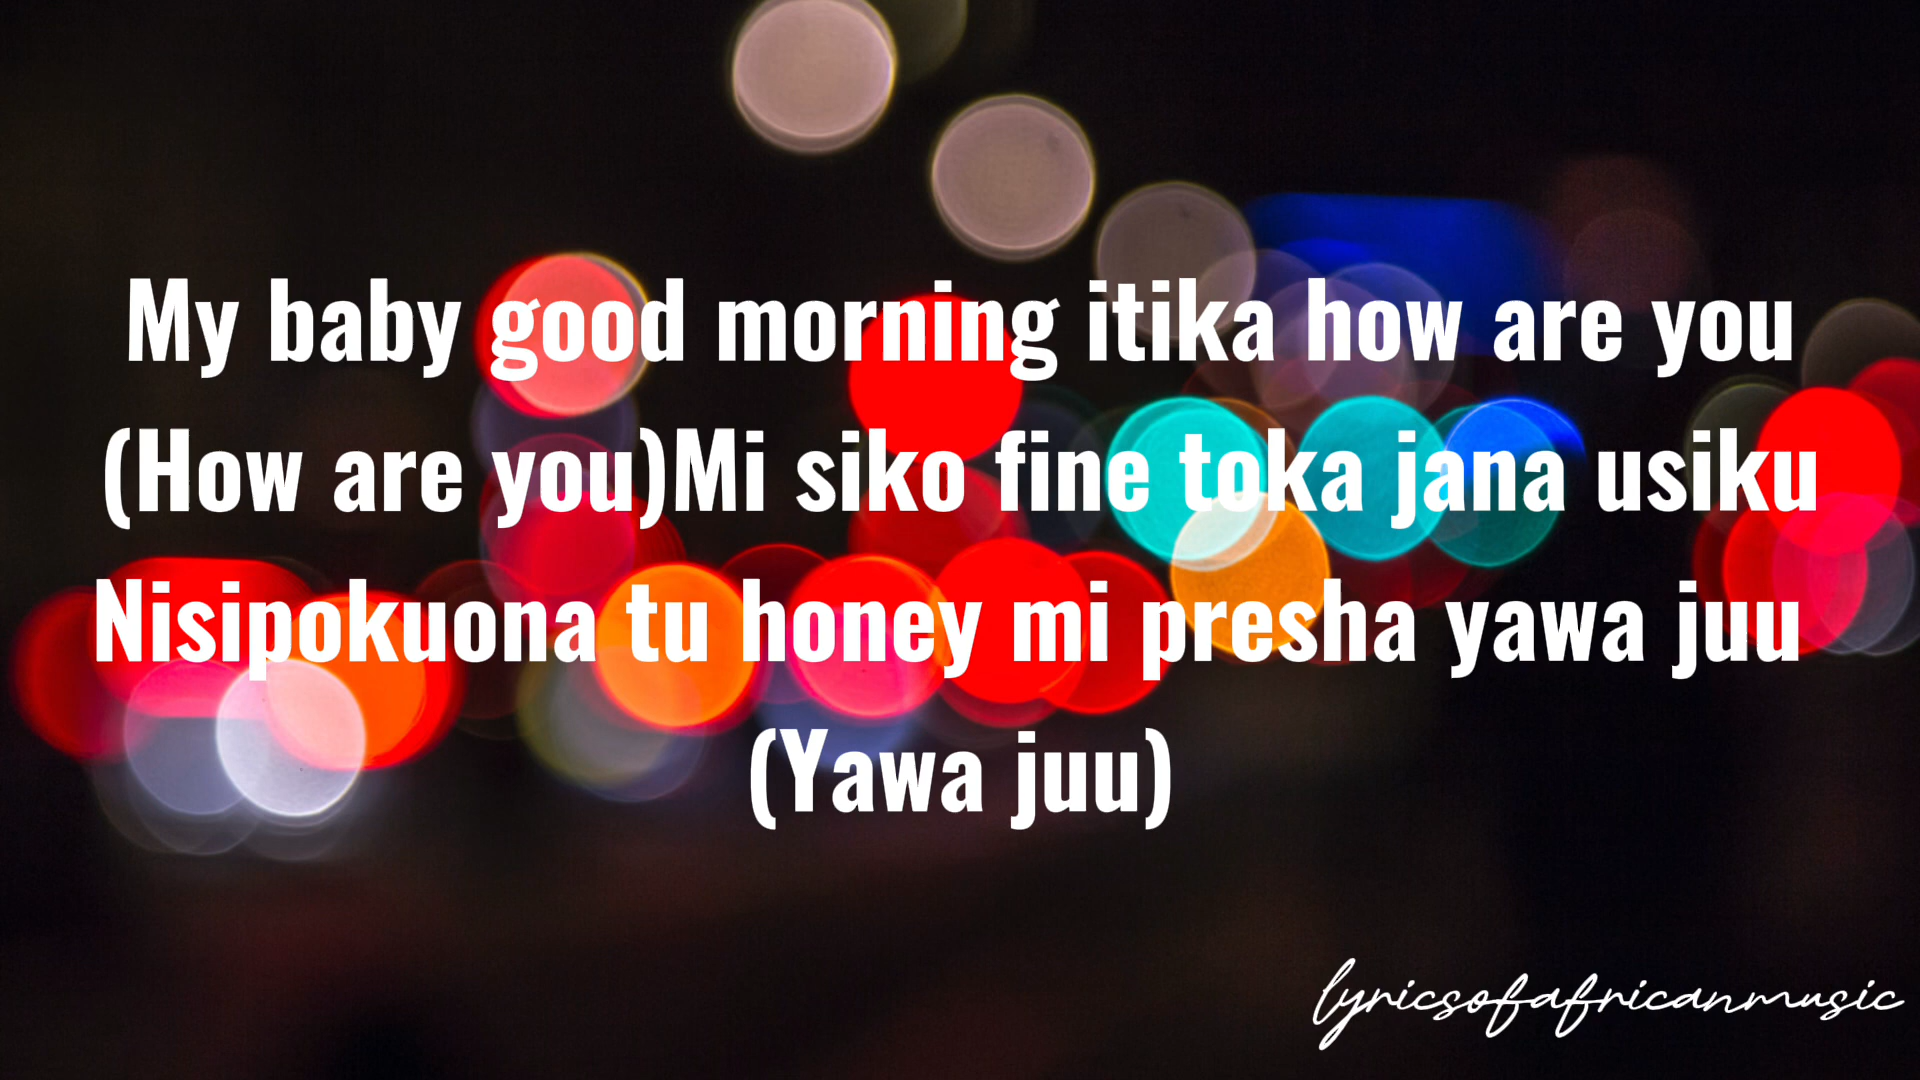 My baby good morning itika how are you
(How are you)Mi siko fine toka jana usiku
Nisipokuona tu honey mi presha yawa juu
(Yawa juu)
lyricsofafricanmusic